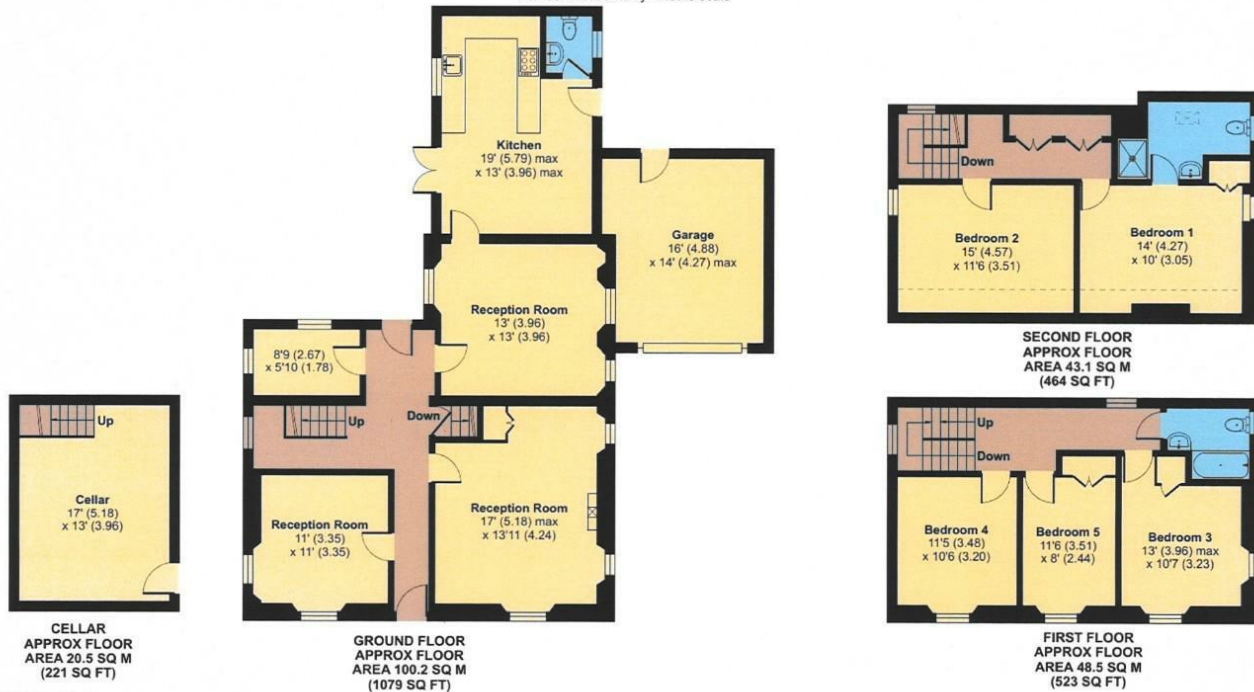 Kitchen
19' (5.79) max
x 13' (3.96) max
Garage
16' (4.88)
x 14' (4.27) max
Reception Room
13' (3.96)
x 13' (3.96)
8'9 (2.67)
x 5'10 (1.78)
Up
Down
Reception Room
11' (3.35)
x 11' (3.35)
Reception Room
17' (5.18) max
x 13'11 (4.24)
GROUND FLOOR
APPROX FLOOR
AREA 100.2 SQ M
(1079 SQ FT)
Up
Cellar
17' (5.18)
x 13' (3.96)
CELLAR
APPROX FLOOR
AREA 20.5 SQ M
(221 SQ FT)
Down
Bedroom 2
15' (4.57)
x 11'6 (3.51)
Bedroom 1
14' (4.27)
x 10' (3.05)
SECOND FLOOR
APPROX FLOOR
AREA 43.1 SQ M
(464 SQ FT)
Up
Down
Bedroom 4
11'5 (3.48)
x 10'6 (3.20)
Bedroom 5
11'6 (3.51)
x 8' (2.44)
Bedroom 3
13' (3.96) max
x 10'7 (3.23)
FIRST FLOOR
APPROX FLOOR
AREA 48.5 SQ M
(523 SQ FT)